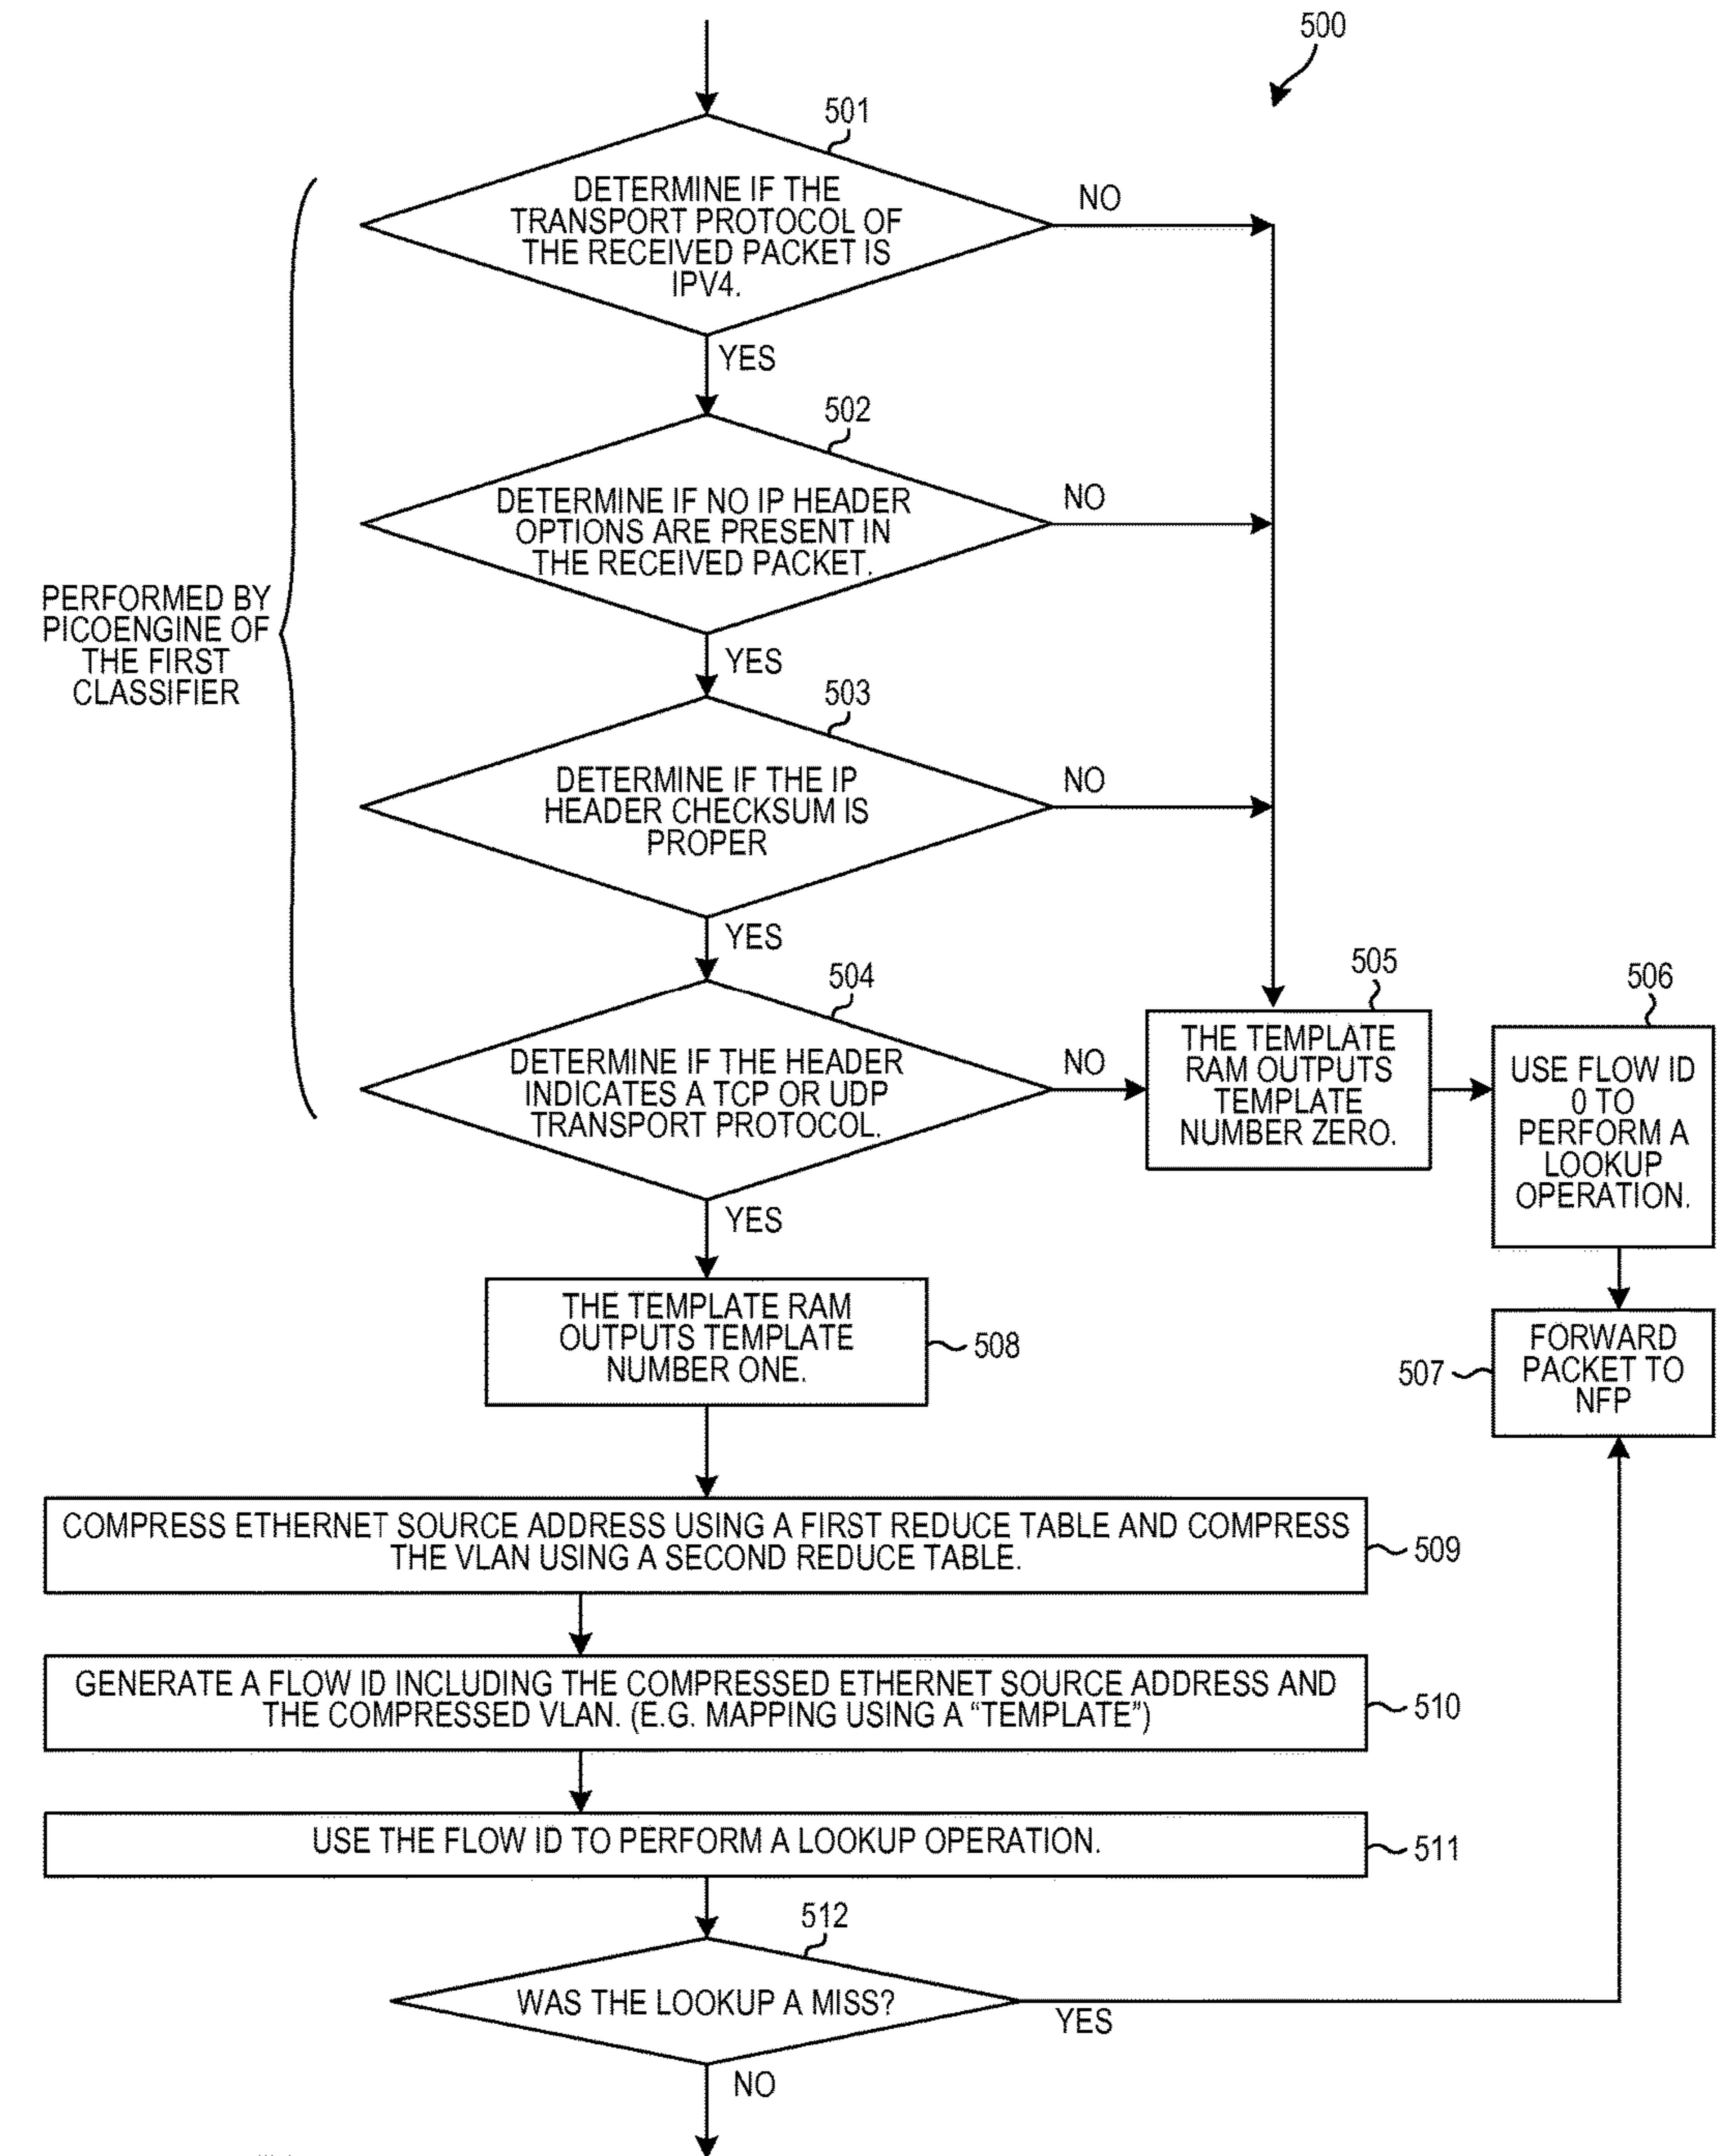 500
501
DETERMINE IF THE
TRANSPORT PROTOCOL OF
THE RECEIVED PACKET IS
IPV4.
NO
YES
502
DETERMINE IF NO IP HEADER
OPTIONS ARE PRESENT IN
THE RECEIVED PACKET.
NO
YES
PERFORMED BY
PICOENGINE OF
THE FIRST
CLASSIFIER
503
DETERMINE IF THE IP
HEADER CHECKSUM IS
PROPER
NO
YES
504
DETERMINE IF THE HEADER
INDICATES A TCP OR UDP
TRANSPORT PROTOCOL.
NO
YES
505
THE TEMPLATE
RAM OUTPUTS
TEMPLATE
NUMBER ZERO.
506
USE FLOW ID
0 TO
PERFORM A
LOOKUP
OPERATION.
507
FORWARD
PACKET TO
NFP
THE TEMPLATE RAM
OUTPUTS TEMPLATE
NUMBER ONE.
508
COMPRESS ETHERNET SOURCE ADDRESS USING A FIRST REDUCE TABLE AND COMPRESS
THE VLAN USING A SECOND REDUCE TABLE.
509
GENERATE A FLOW ID INCLUDING THE COMPRESSED ETHERNET SOURCE ADDRESS AND
THE COMPRESSED VLAN. (E.G. MAPPING USING A “TEMPLATE”)
510
USE THE FLOW ID TO PERFORM A LOOKUP OPERATION.
511
512
WAS THE LOOKUP A MISS?
YES
NO